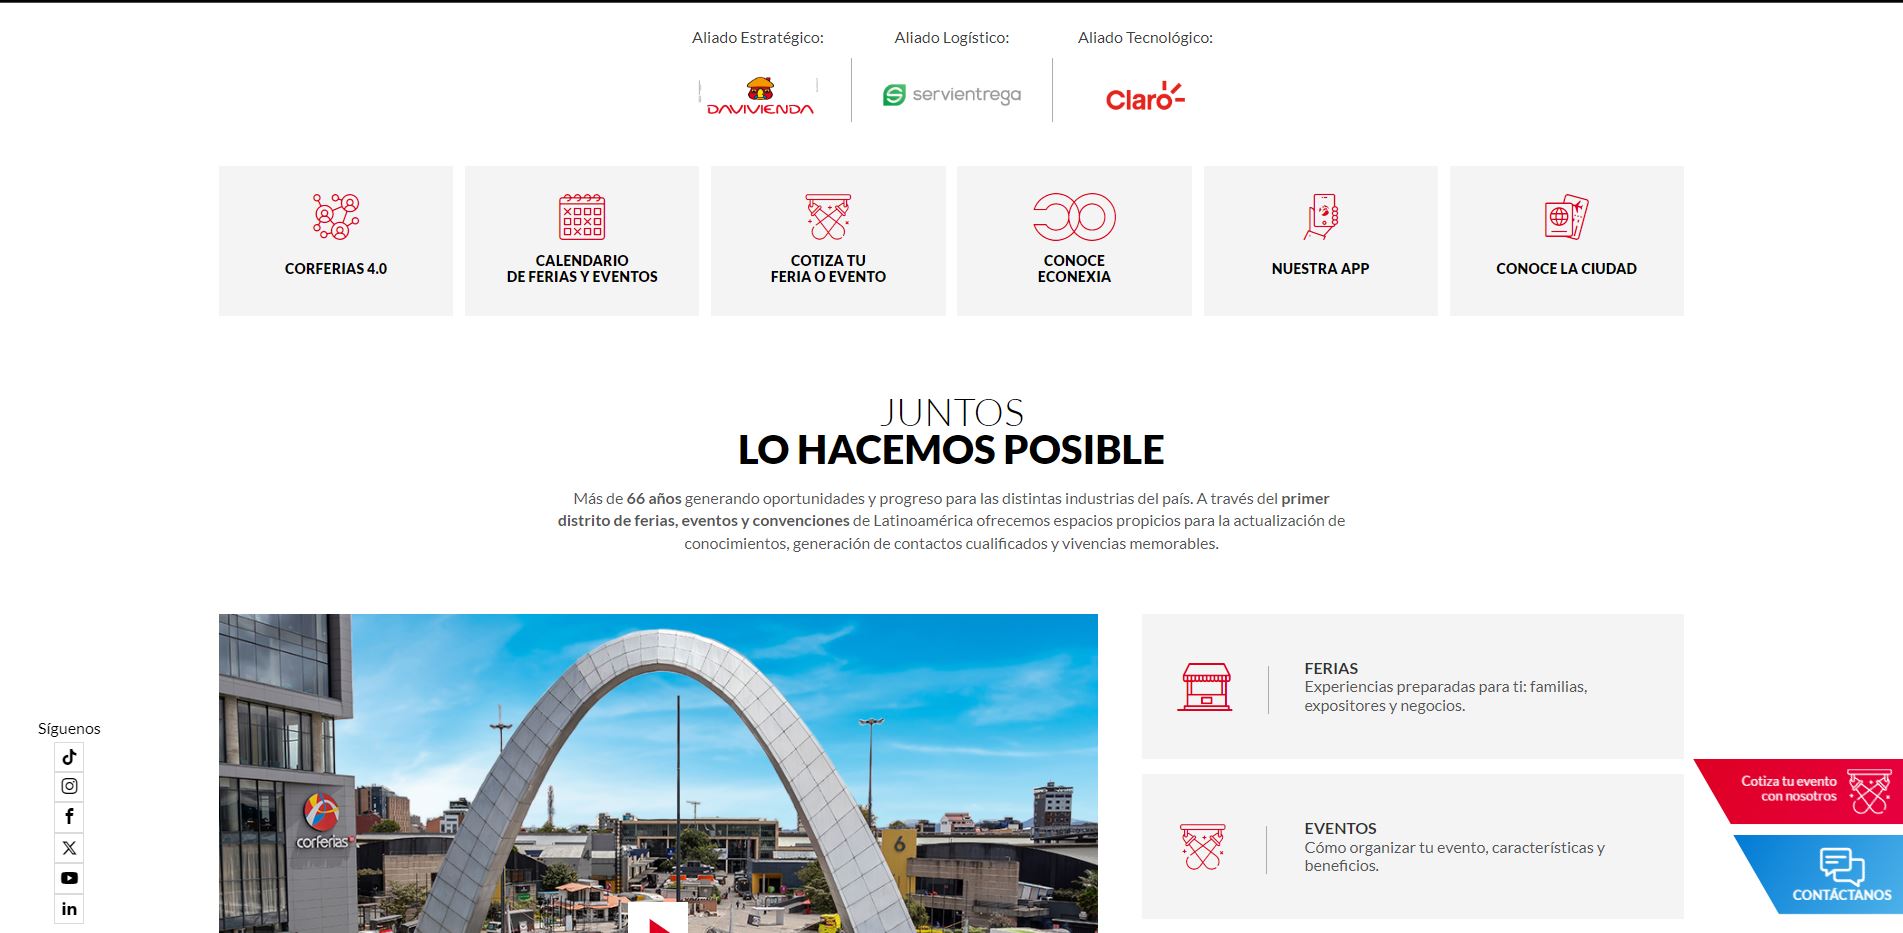 Aliado Estratégico:
Aliado Logístico:
Aliado Tecnológico:
DAVIVIENDA
servientrega
Claro
CORFERIAS 4.0
CALENDARIO
DE FERIAS Y EVENTOS
COTIZA TU
FERIA O EVENTO
CONOCE
ECONEXIA
NUESTRA APP
CONOCE LA CIUDAD
JUNTOS
LO HACEMOS POSIBLE
Más de 66 años generando oportunidades y progreso para las distintas industrias del país. A través del primer
distrito de ferias, eventos y convenciones de Latinoamérica ofrecemos espacios propicios para la actualización de
conocimientos, generación de contactos cualificados y vivencias memorables.
corferias
6
FERIAS
Experiencias preparadas para ti: familias,
expositores y negocios.
EVENTOS
Cómo organizar tu evento, características y
beneficios.
Síguenos
Cotiza tu evento
con nosotros
CONTÁCTANOS